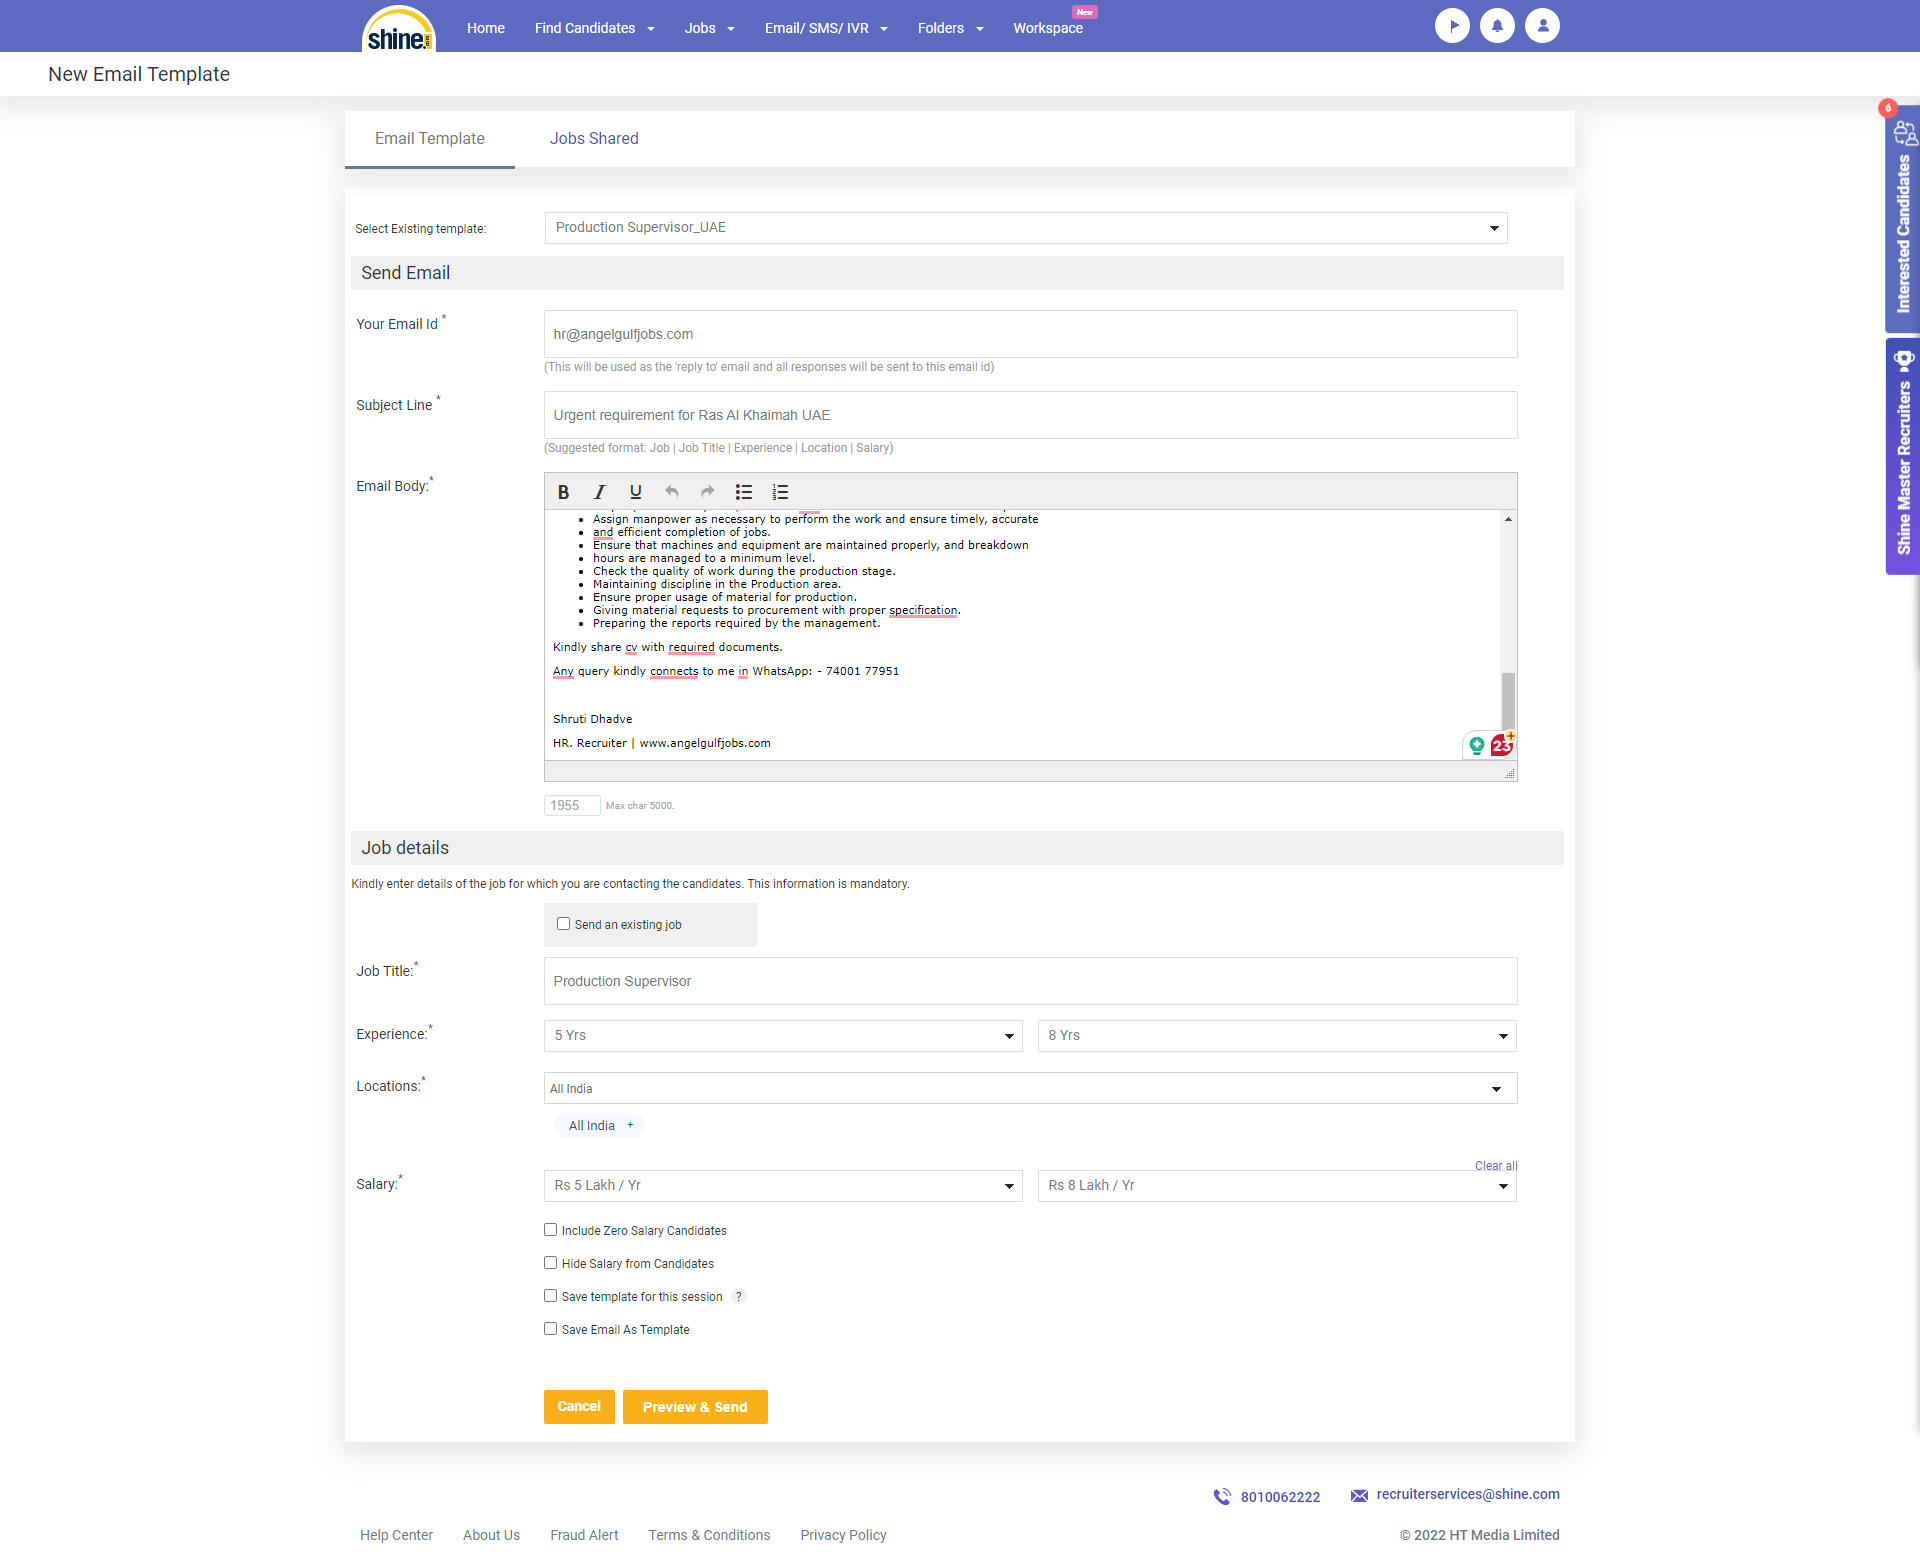 shine.
Home
Find Candidates
Jobs
Email/ SMS/ IVR
Folders
Workspace
New
New Email Template
Email Template
Jobs Shared
6
Interested Candidates
Shine Master Recruiters
Select Existing template:
Production Supervisor_UAE
Send Email
Your Email Id *
hr@angelgulfjobs.com
(This will be used as the 'reply to' email and all responses will be sent to this email id)
Subject Line *
Urgent requirement for Ras Al Khaimah UAE
(Suggested format: Job | Job Title | Experience | Location | Salary)
Email Body:*
B I U
• Assign manpower as necessary to perform the work and ensure timely, accurate
• and efficient completion of jobs.
• Ensure that machines and equipment are maintained properly, and breakdown
• hours are managed to a minimum level.
• Check the quality of work during the production stage.
• Maintaining discipline in the Production area.
• Ensure proper usage of material for production.
• Giving material requests to procurement with proper specification.
• Preparing the reports required by the management.
Kindly share cv with required documents.
Any query kindly connects to me in WhatsApp: - 74001 77951
Shruti Dhadve
HR. Recruiter | www.angelgulfjobs.com
23
1955 Max char 5000.
Job details
Kindly enter details of the job for which you are contacting the candidates. This information is mandatory.
Send an existing job
Job Title:*
Production Supervisor
Experience:*
5 Yrs
8 Yrs
Locations:*
All India
All India +
Clear all
Salary:*
Rs 5 Lakh / Yr
Rs 8 Lakh / Yr
Include Zero Salary Candidates
Hide Salary from Candidates
Save template for this session ?
Save Email As Template
Cancel
Preview & Send
8010062222
recruiterservices@shine.com
Help Center
About Us
Fraud Alert
Terms & Conditions
Privacy Policy
© 2022 HT Media Limited